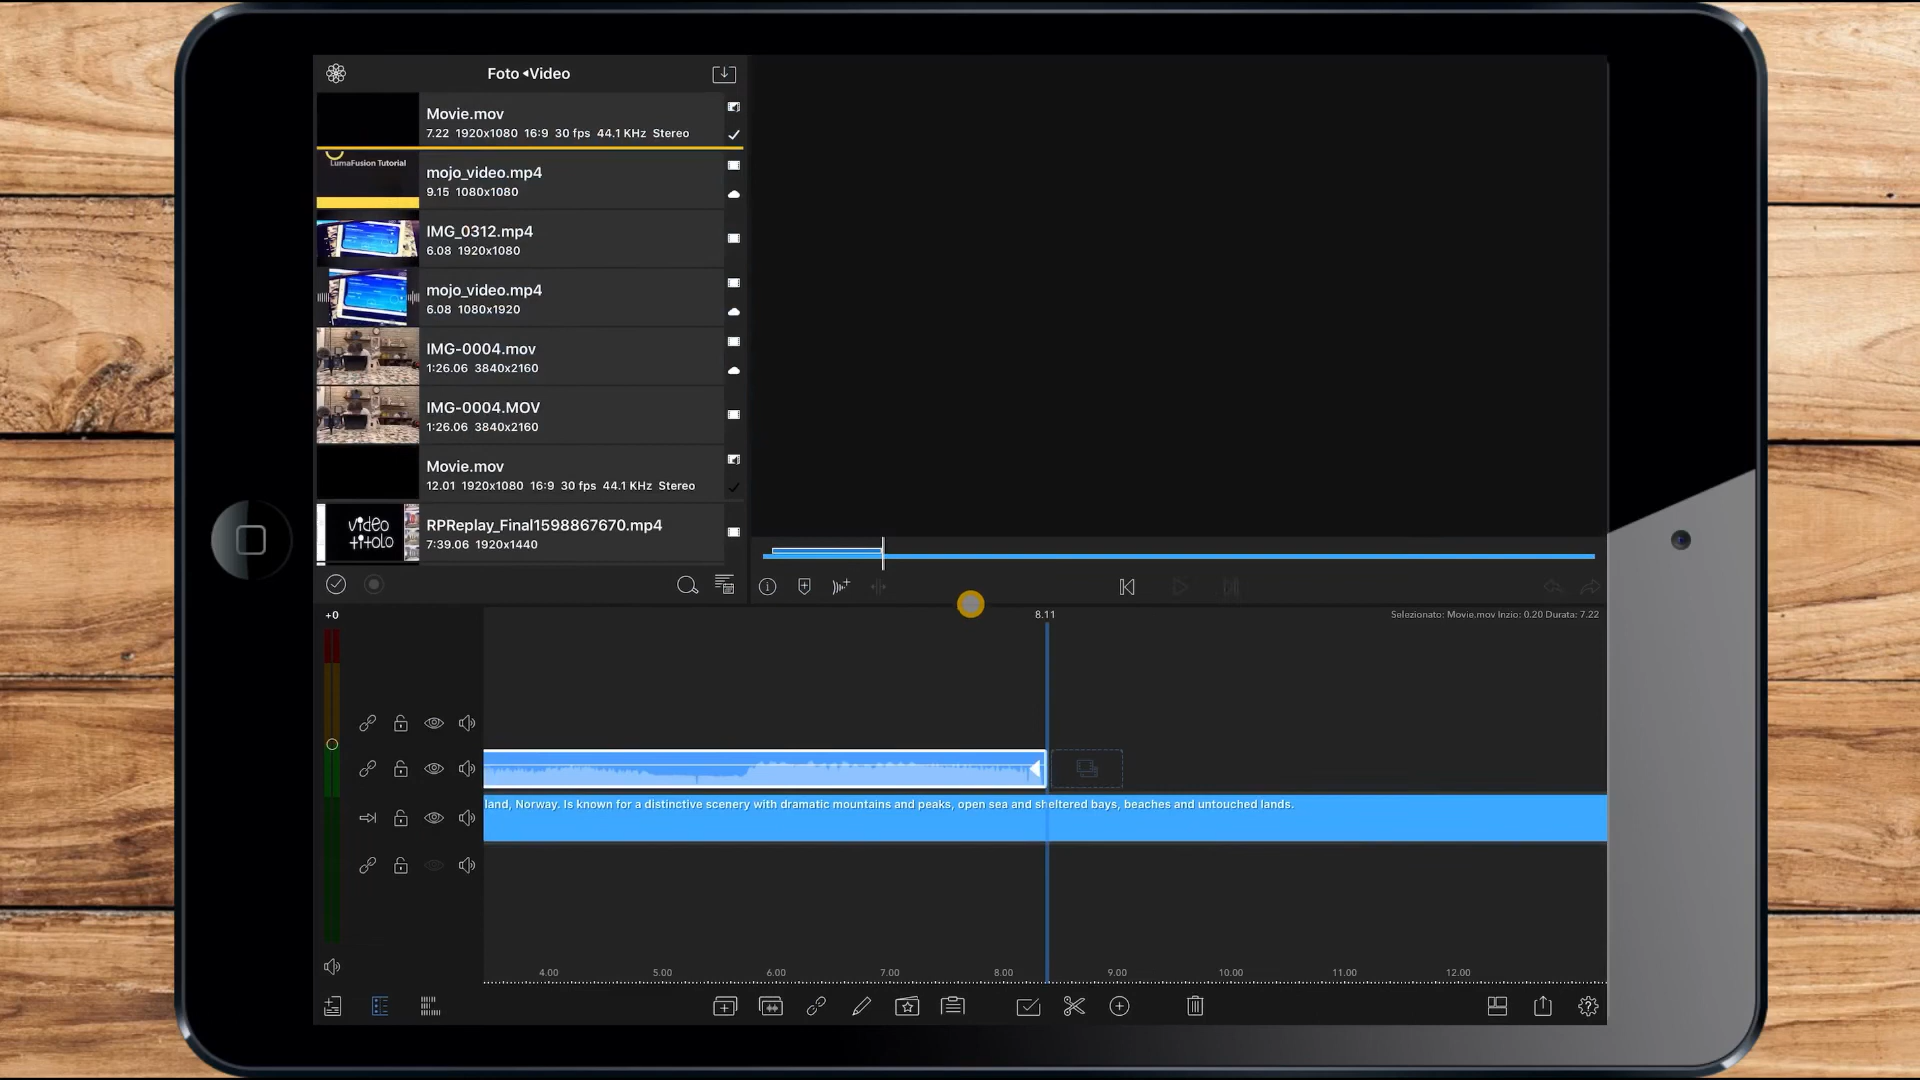 Foto ◂Video
Movie.mov
7.22 1920x1080 16:9 30 fps 44.1 KHz Stereo
LumaFusion Tutorial
mojo_video.mp4
9.15 1080x1080
IMG_0312.mp4
6.08 1920x1080
mojo_video.mp4
6.08 1080x1920
IMG-0004.mov
1:26.06 3840x2160
IMG-0004.MOV
1:26.06 3840x2160
Movie.mov
12.01 1920x1080 16:9 30 fps 44.1 KHz Stereo
video
titolo
RPReplay_Final1598867670.mp4
7:39.06 1920x1440
+0
8.11
Selezionato: Movie.mov Inzio: 0.20 Durata: 7.22
land, Norway. Is known for a distinctive scenery with dramatic mountains and peaks, open sea and sheltered bays, beaches and untouched lands.
4.00 5.00 6.00 7.00 8.00 9.00 10.00 11.00 12.00